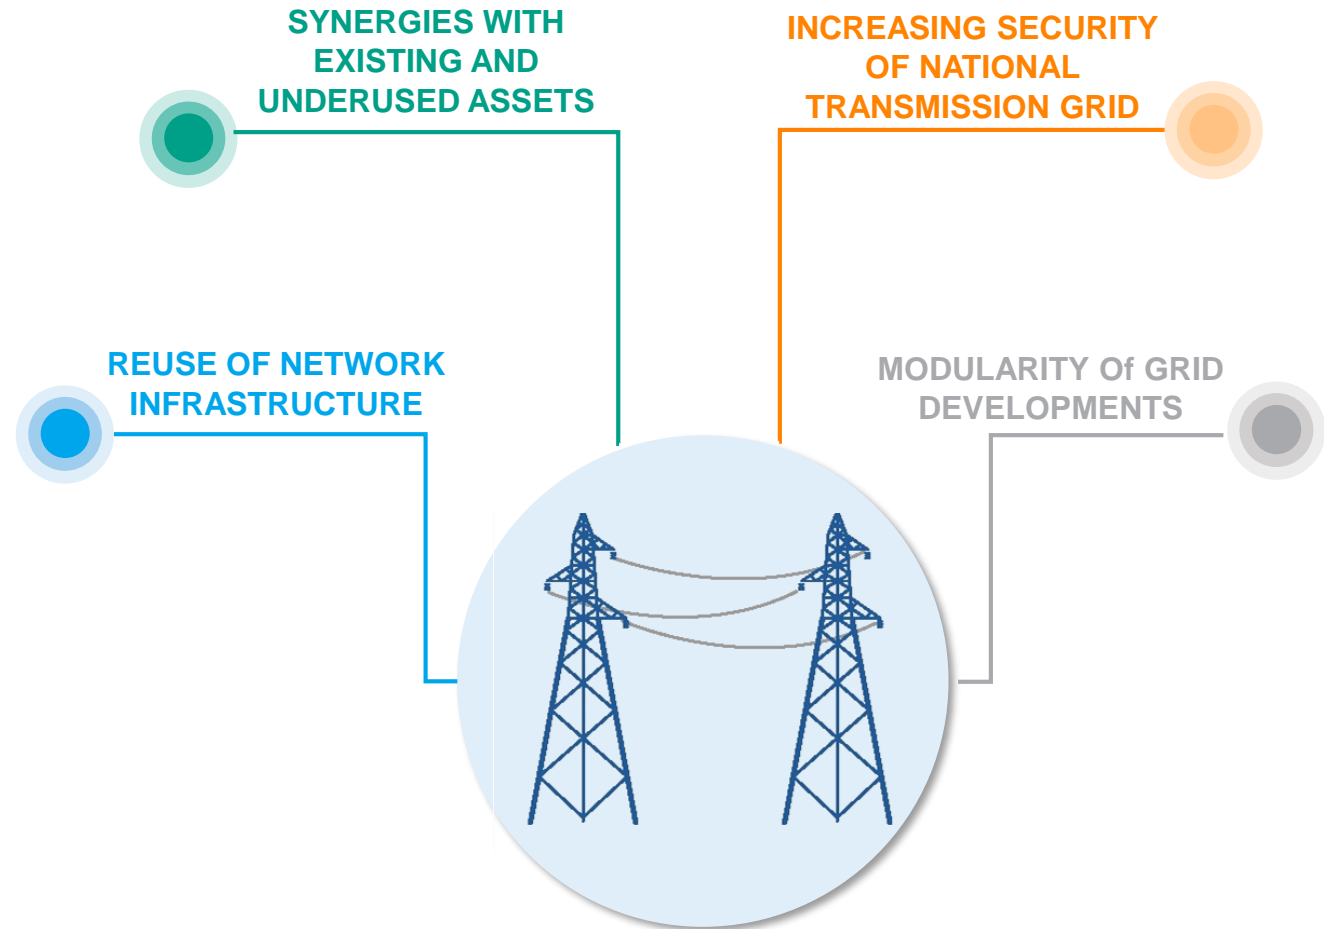 SYNERGIES WITH
EXISTING AND
UNDERUSED ASSETS
INCREASING SECURITY
OF NATIONAL
TRANSMISSION GRID
REUSE OF NETWORK
INFRASTRUCTURE
MODULARITY Of GRID
DEVELOPMENTS